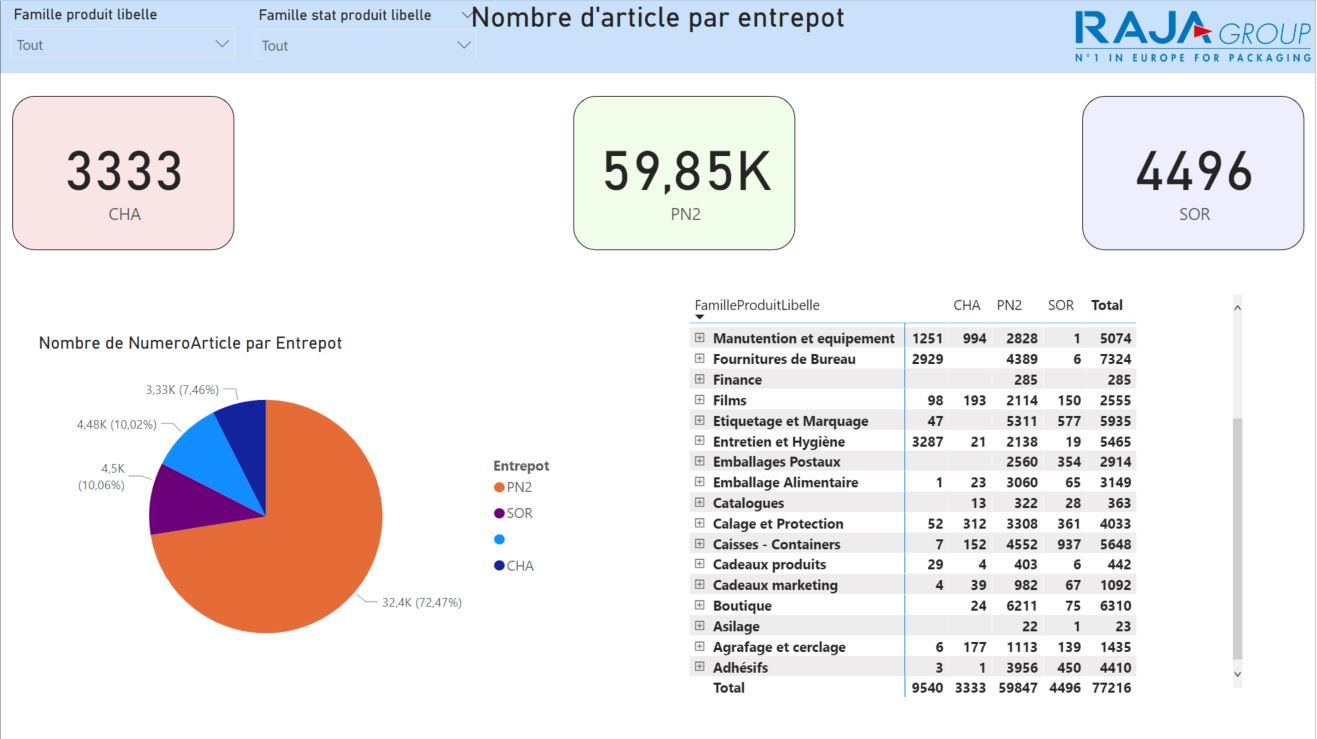 Famille produit libelle
Tout
Famille stat produit libelle
Tout
Nombre d'article par entrepot
RAJA GROUP
N°1 IN EUROPE FOR PACKAGING
3333
CHA
59,85K
PN2
4496
SOR
Nombre de NumeroArticle par Entrepot
3,33K (7,46%)
4,48K (10,02%)
4,5K
(10,06%)
32,4K (72,47%)
Entrepot
PN2
SOR
CHA
FamilleProduitLibelle CHA PN2 SOR Total
Manutention et equipement 1251 994 2828 1 5074
Fournitures de Bureau 2929 4389 6 7324
Finance 285 285
Films 98 193 2114 150 2555
Etiquetage et Marquage 47 5311 577 5935
Entretien et Hygiène 3287 21 2138 19 5465
Emballages Postaux 2560 354 2914
Emballage Alimentaire 1 23 3060 65 3149
Catalogues 13 322 28 363
Calage et Protection 52 312 3308 361 4033
Caisses - Containers 7 152 4552 937 5648
Cadeaux produits 29 4 403 6 442
Cadeaux marketing 4 39 982 67 1092
Boutique 24 6211 75 6310
Asilage 22 1 23
Agrafage et cerclage 6 177 1113 139 1435
Adhésifs 3 1 3956 450 4410
Total 9540 3333 59847 4496 77216